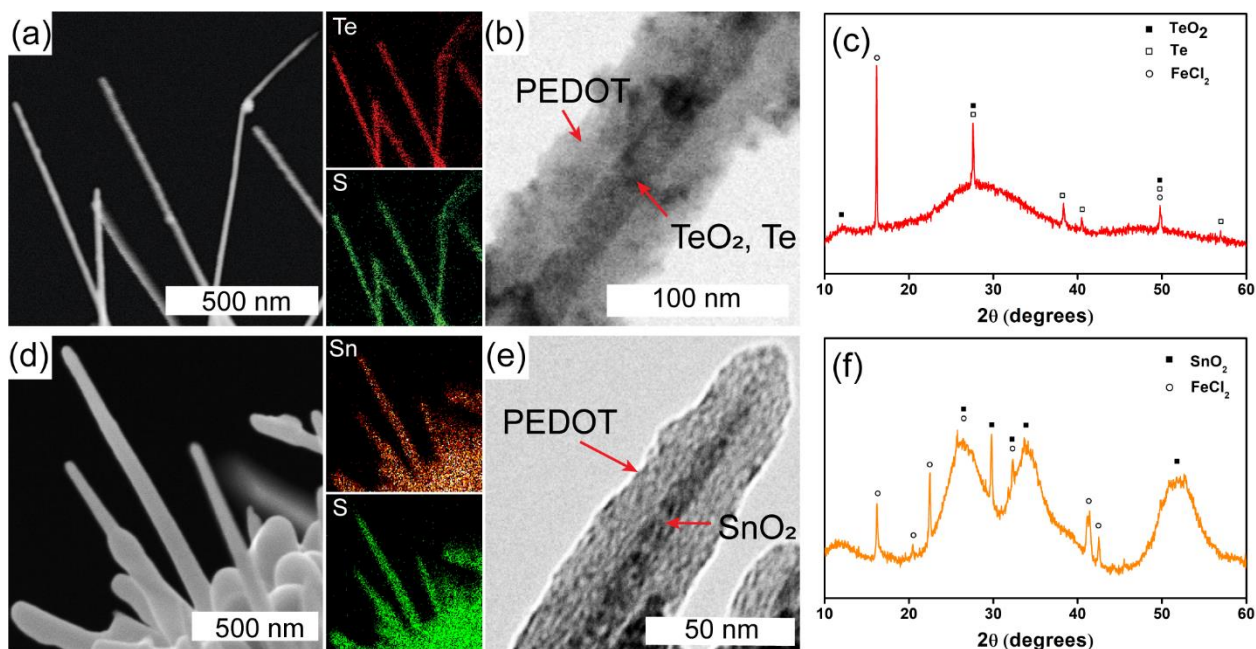 (a)
Te
S
500 nm
(b)
PEDOT
TeO₂, Te
100 nm
(c)
■ TeO₂
□ Te
○ FeCl₂
10 20 30 40 50 60
2θ (degrees)
(d)
Sn
S
500 nm
(e)
PEDOT
SnO₂
50 nm
(f)
■ SnO₂
○ FeCl₂
10 20 30 40 50 60
2θ (degrees)